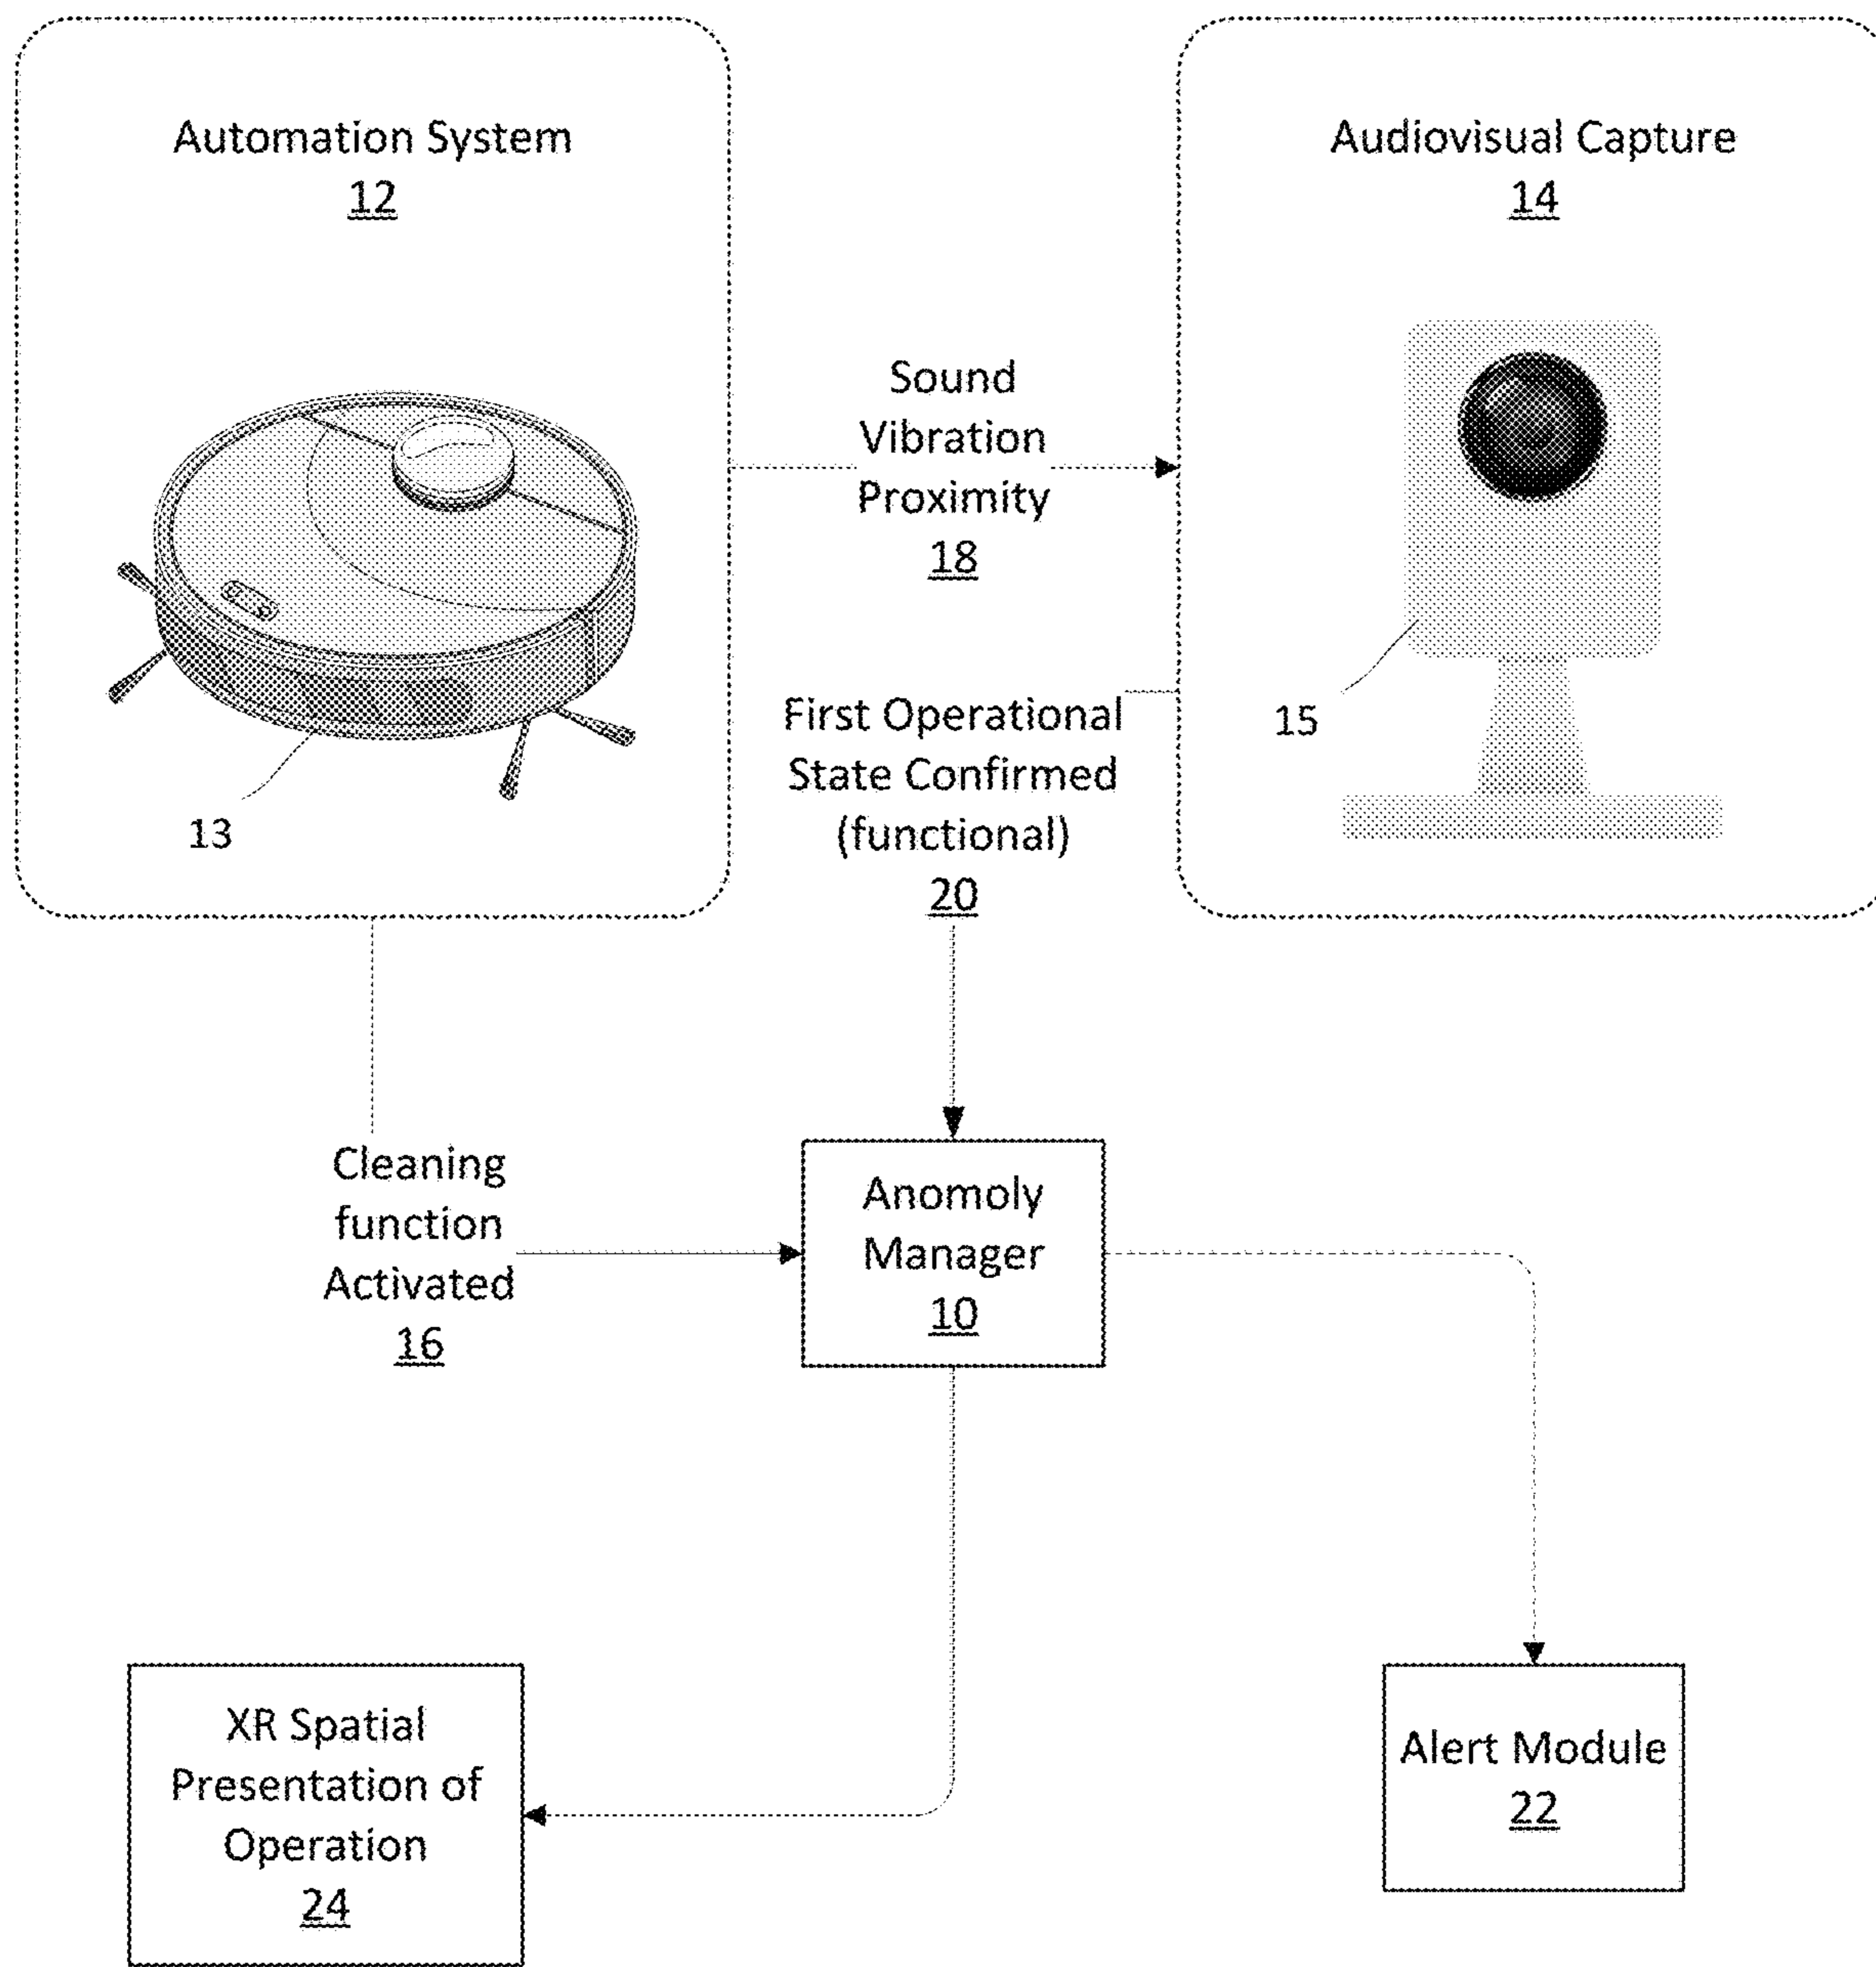 Automation System
12
Audiovisual Capture
14
Sound
Vibration
Proximity
18
First Operational
State Confirmed
(functional)
20
15
13
Cleaning
function
Activated
16
Anomoly
Manager
10
XR Spatial
Presentation of
Operation
24
Alert Module
22